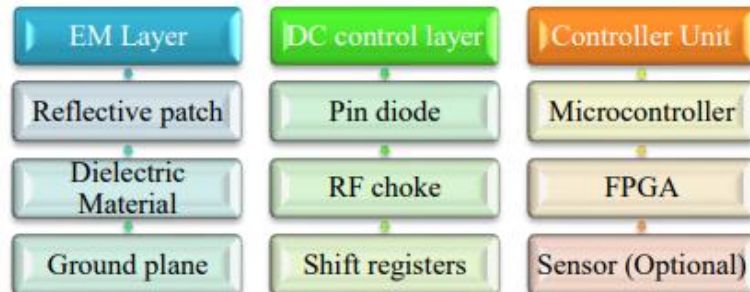 EM Layer
Reflective patch
Dielectric
Material
Ground plane
DC control layer
Pin diode
RF choke
Shift registers
Controller Unit
Microcontroller
FPGA
Sensor (Optional)